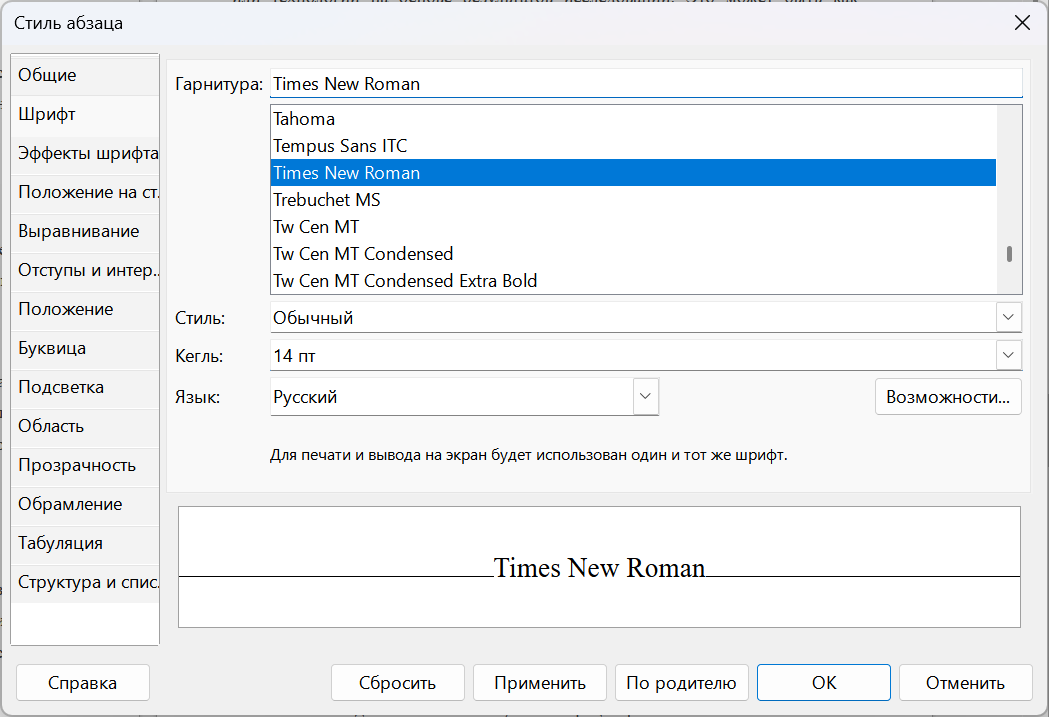 Стиль абзаца
Общие
Шрифт
Эффекты шрифта
Положение на ст.
Выравнивание
Отступы и интер..
Положение
Буквица
Подсветка
Область
Прозрачность
Обрамление
Табуляция
Структура и спис.
Гарнитура: Times New Roman
Tahoma
Tempus Sans ITC
Times New Roman
Trebuchet MS
Tw Cen MT
Tw Cen MT Condensed
Tw Cen MT Condensed Extra Bold
Стиль: Обычный
Кегль: 14 пт
Язык: Русский Возможности...
Для печати и вывода на экран будет использован один и тот же шрифт.
Times New Roman
Справка Сбросить Применить По родителю ОК Отменить